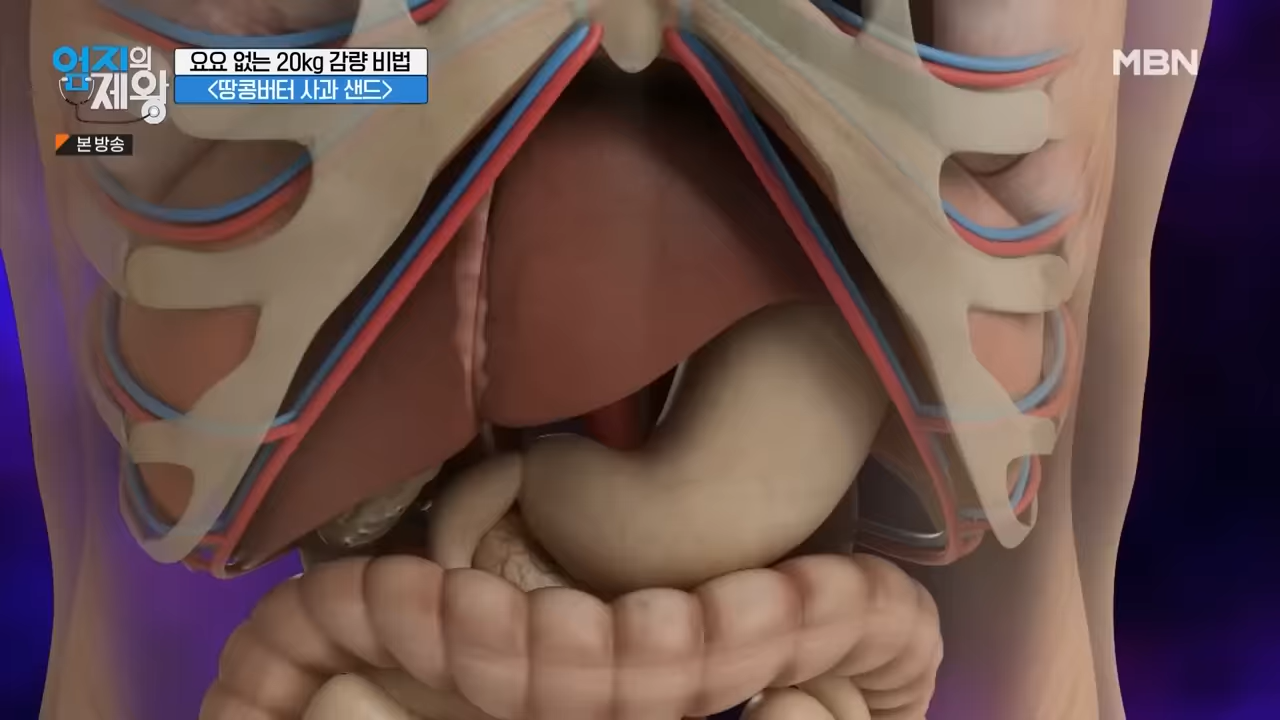 엄지의 제왕
요요 없는 20kg 감량 비법
<땅콩버터 사과 샌드>
본 방송
MBN